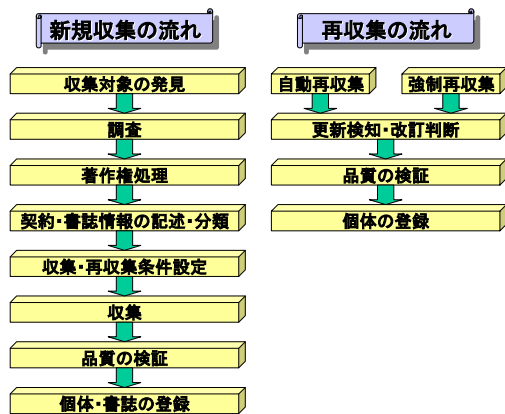 新規収集の流れ
収集対象の発見
調査
著作権処理
契約・書誌情報の記述・分類
収集・再収集条件設定
収集
品質の検証
個体・書誌の登録
再収集の流れ
自動再収集
強制再収集
更新検知・改訂判断
品質の検証
個体の登録